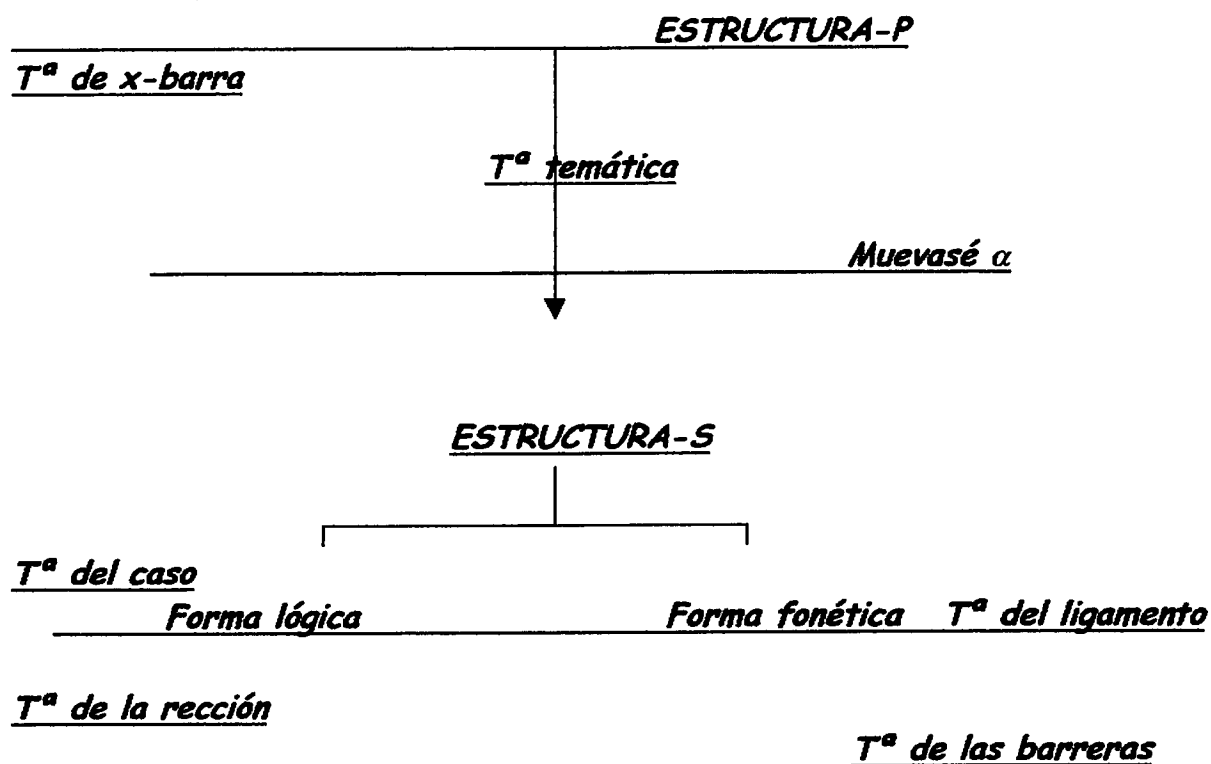 ESTRUCTURA-P
Tª de x-barra
Tª temática
Muevasé α
ESTRUCTURA-S
Tª del caso
Forma lógica Forma fonética Tª del ligamento
Tª de la rección
Tª de las barreras